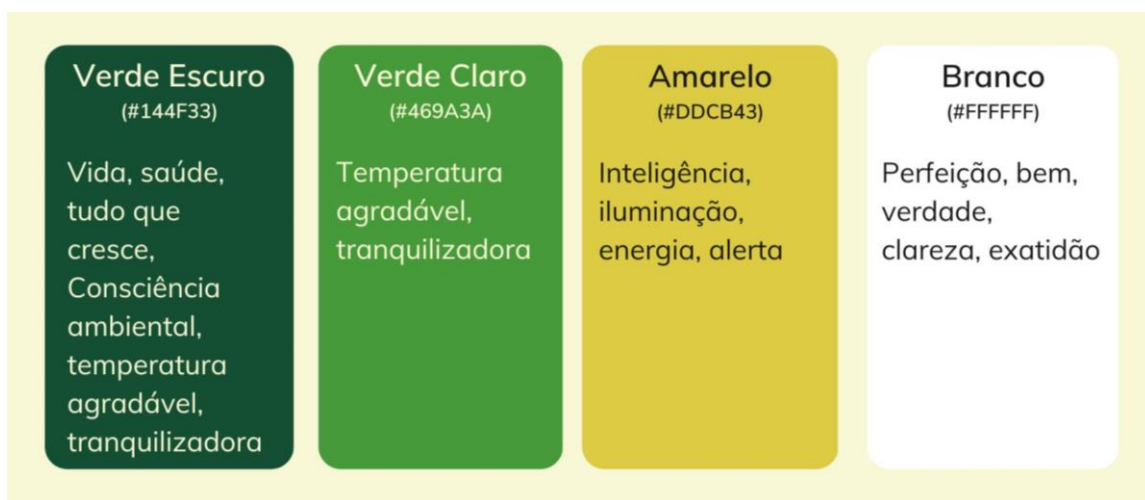 Verde Escuro
(#144F33)
Vida, saúde,
tudo que
cresce,
Consciência
ambiental,
temperatura
agradável,
tranquilizadora
Verde Claro
(#469A3A)
Temperatura
agradável,
tranquilizadora
Amarelo
(#DDCB43)
Inteligência,
iluminação,
energia, alerta
Branco
(#FFFFFF)
Perfeição, bem,
verdade,
clareza, exatidão